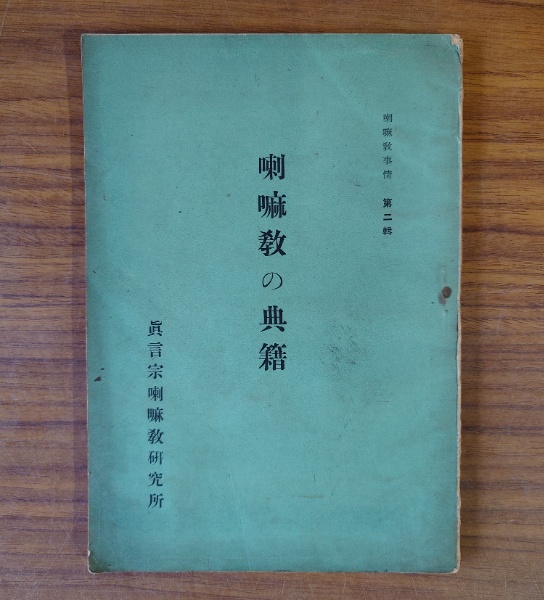 喇嘛教事情 第二輯
喇嘛教の典籍
眞言宗喇嘛教研究所